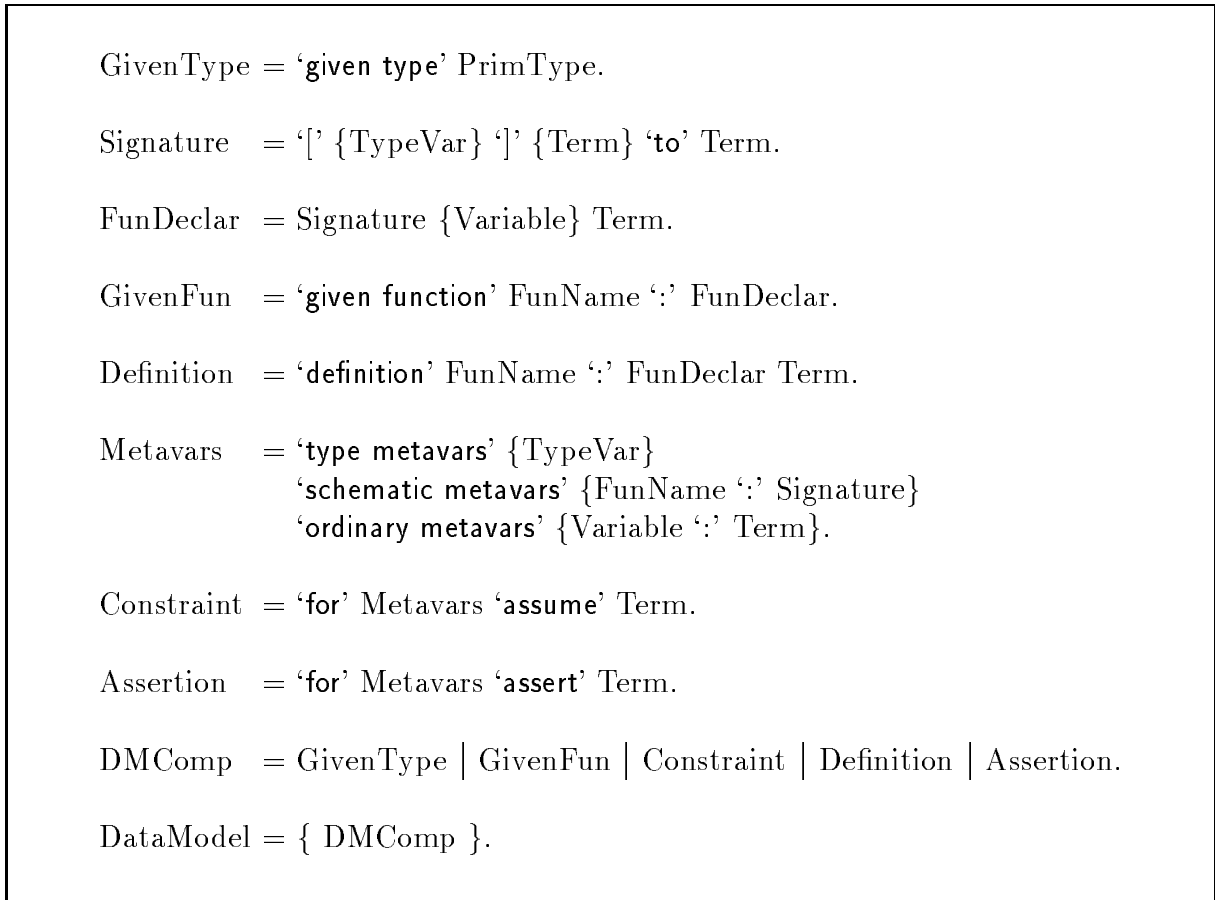 GivenType = ‘given type’ PrimType.
Signature = ‘[’ {TypeVar} ‘]’ {Term} ‘to’ Term.
FunDeclar = Signature {Variable} Term.
GivenFun = ‘given function’ FunName ‘:’ FunDeclar.
Definition = ‘definition’ FunName ‘:’ FunDeclar Term.
Metavars = ‘type metavars’ {TypeVar}
‘schematic metavars’ {FunName ‘:’ Signature}
‘ordinary metavars’ {Variable ‘:’ Term}.
Constraint = ‘for’ Metavars ‘assume’ Term.
Assertion = ‘for’ Metavars ‘assert’ Term.
DMComp = GivenType | GivenFun | Constraint | Definition | Assertion.
DataModel = { DMComp }.